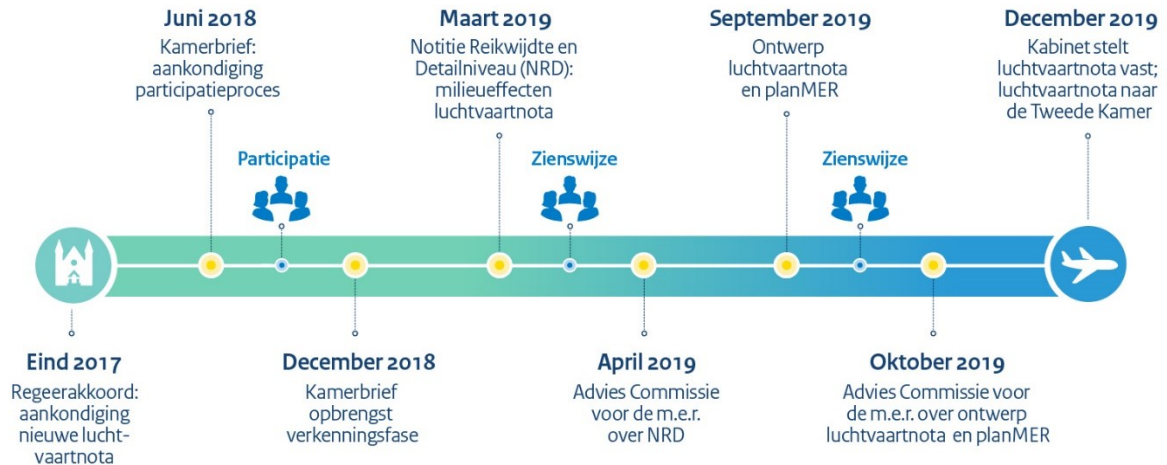 Juni 2018
Kamerbrief:
aankondiging
participatieproces
Maart 2019
Notitie Reikwijdte en
Detailniveau (NRD):
milieueffecten
luchtvaartnota
September 2019
Ontwerp
luchtvaartnota
en planMER
December 2019
Kabinet stelt
luchtvaartnota vast;
luchtvaartnota naar
de Tweede Kamer
Participatie
Zienswijze
Zienswijze
Eind 2017
Regeerakkoord:
aankondiging
nieuwe lucht-
vaartnota
December 2018
Kamerbrief
opbrengst
verkenningsfase
April 2019
Advies Commissie
voor de m.e.r.
over NRD
Oktober 2019
Advies Commissie voor
de m.e.r. over ontwerp
luchtvaartnota en planMER